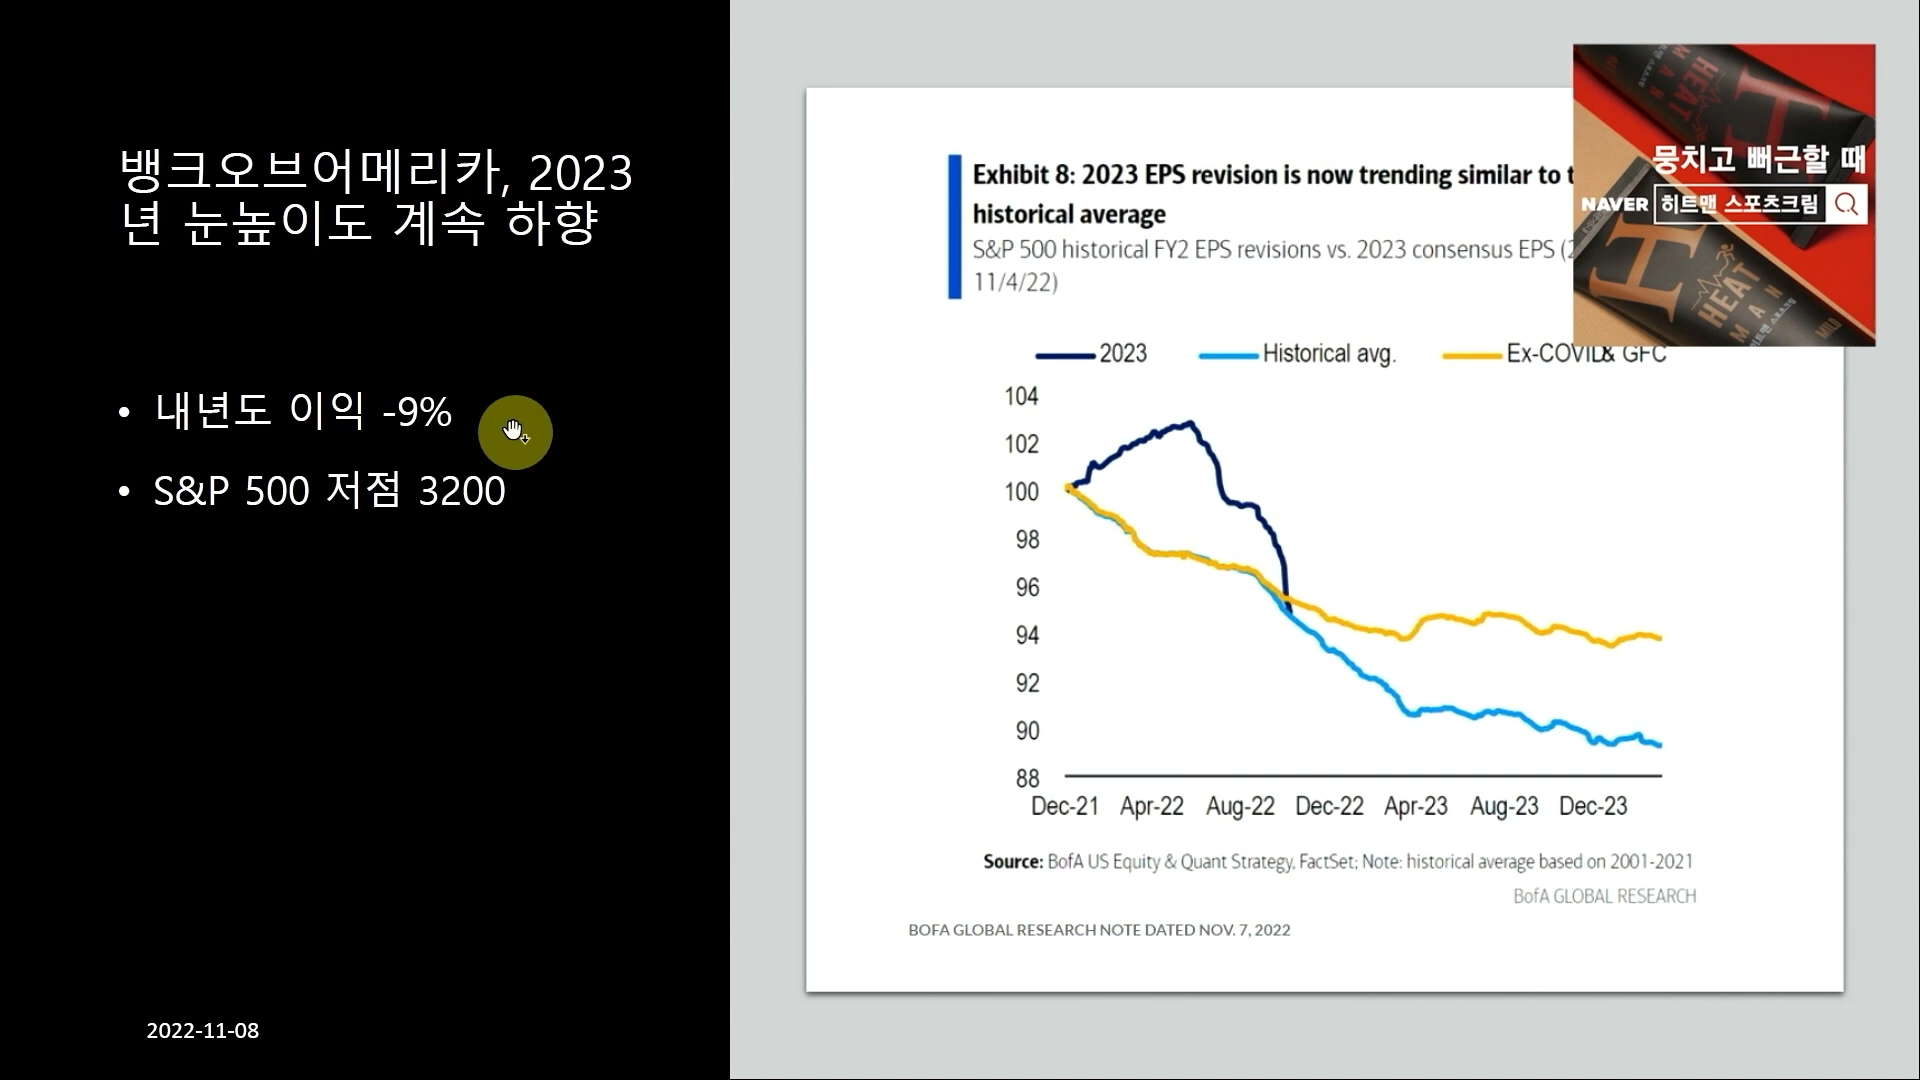 뱅크오브어메리카, 2023
년 눈높이도 계속 하향
• 내년도 이익 -9%
• S&P 500 저점 3200
2022-11-08
Exhibit 8: 2023 EPS revision is now trending similar to
historical average
S&P 500 historical FY2 EPS revisions vs. 2023 consensus EPS
11/4/22)
2023
Historical avg.
Ex-COVID& GFC
104
102
100
98
96
94
92
90
88
Dec-21 Apr-22 Aug-22 Dec-22 Apr-23 Aug-23 Dec-23
Source: BofA US Equity & Quant Strategy, FactSet; Note: historical average based on 2001-2021
BofA GLOBAL RESEARCH
BOFA GLOBAL RESEARCH NOTE DATED NOV. 7, 2022
뭉치고 뻐근할 때
NAVER 히트맨 스포츠크림
H
HEAT
MAN
H
HEAT
MAN
MILD